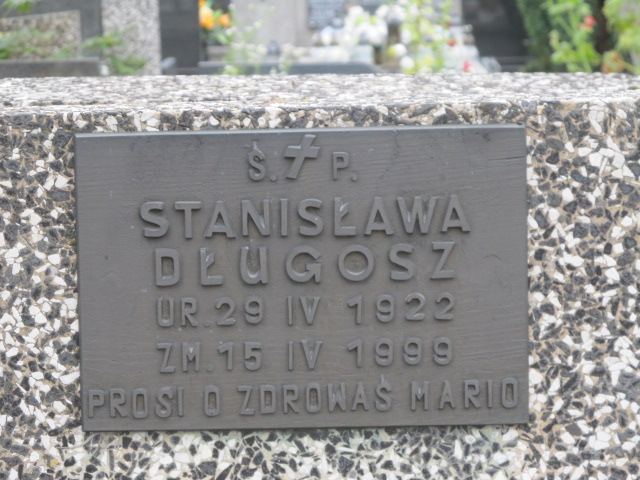 Ś. P.
STANISŁAWA
DŁUGOSZ
UR. 29 IV 1922
ZM. 15 IV 1999
PROSI O ZDROWAŚ MARIO